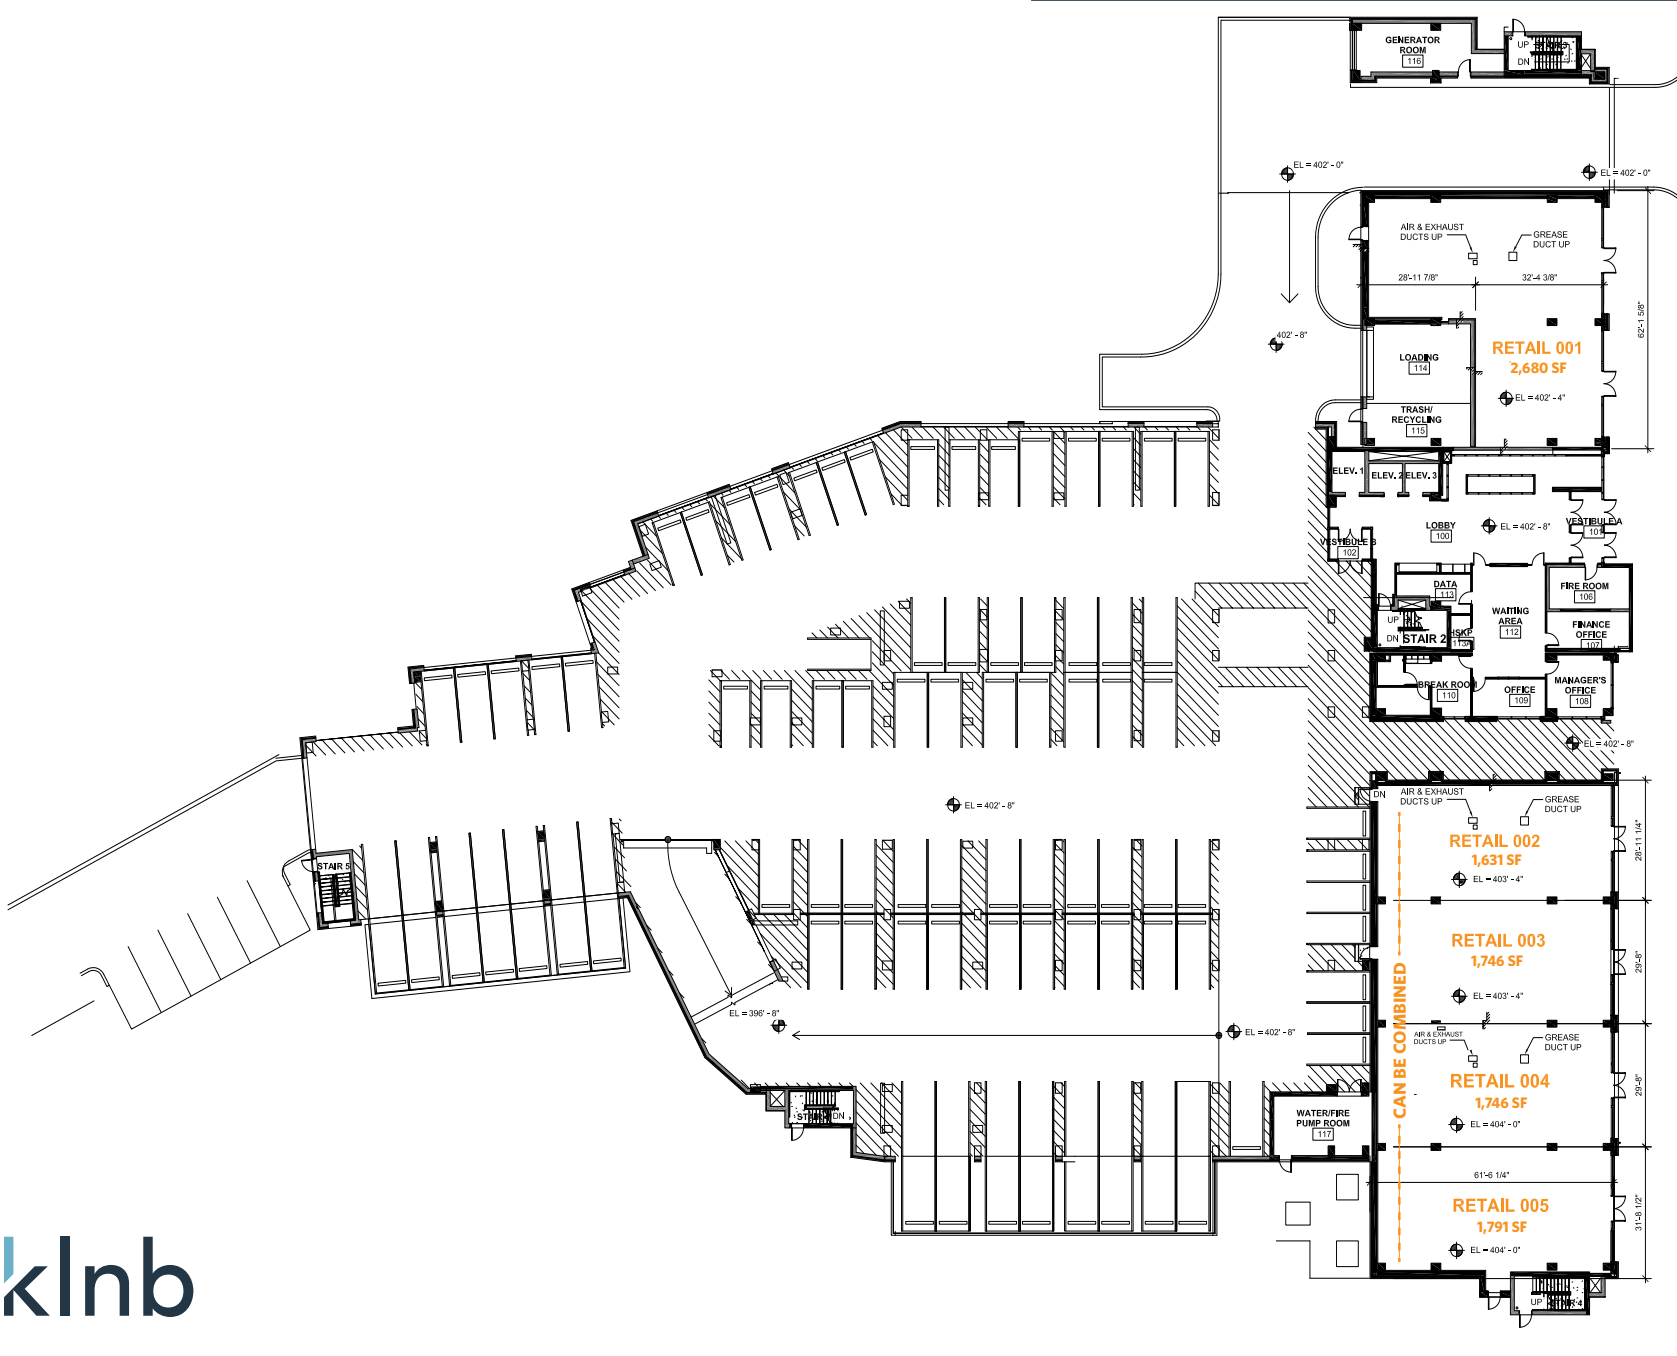 GENERATOR
ROOM
116
UP
DN
EL = 402' - 0"
EL = 402' - 0"
AIR & EXHAUST
DUCTS UP
GREASE
DUCT UP
28'-11 7/8"
32'-4 3/8"
62'-1 5/8"
402' - 8"
LOADING
114
RETAIL 001
2,680 SF
EL = 402' - 4"
TRASH/
RECYCLING
115
ELEV. 1
ELEV. 2
ELEV. 3
LOBBY
100
EL = 402' - 8"
VESTIBULE A
101
VESTIBULE B
102
DATA
113
FIRE ROOM
106
WAITING
AREA
112
UP
DN
STAIR 2
HSKP
113A
FINANCE
OFFICE
107
BREAK ROOM
110
OFFICE
109
MANAGER'S
OFFICE
108
EL = 402' - 8"
DN
AIR & EXHAUST
DUCTS UP
GREASE
DUCT UP
EL = 402' - 8"
RETAIL 002
1,631 SF
EL = 403' - 4"
28'-11 1/4"
STAIR 5
RETAIL 003
1,746 SF
EL = 403' - 4"
29'-8"
CAN BE COMBINED
EL = 396' - 8"
EL = 402' - 8"
AIR & EXHAUST
DUCTS UP
GREASE
DUCT UP
RETAIL 004
1,746 SF
EL = 404' - 0"
29'-8"
DN
WATER/FIRE
PUMP ROOM
117
61'-6 1/4"
RETAIL 005
1,791 SF
EL = 404' - 0"
31'-8 1/2"
UP
STAIR 4
klnb